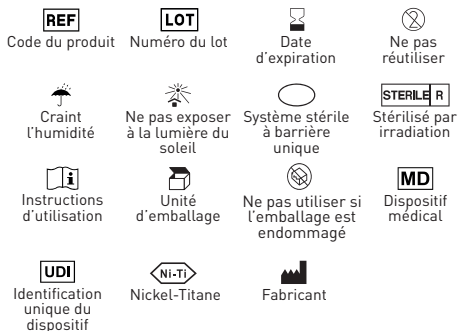 REF
LOT
2
Code du produit
Numéro du lot
Date
d'expiration
Ne pas
réutiliser
STERILE R
Craint
l'humidité
Ne pas exposer
à la lumière du
soleil
Système stérile
à barrière
unique
Stérilisé par
irradiation
i
MD
Instructions
d'utilisation
Unité
d'emballage
Ne pas utiliser si
l'emballage est
endommagé
Dispositif
médical
UDI
Ni-Ti
Identification
unique du
dispositif
Nickel-Titane
Fabricant